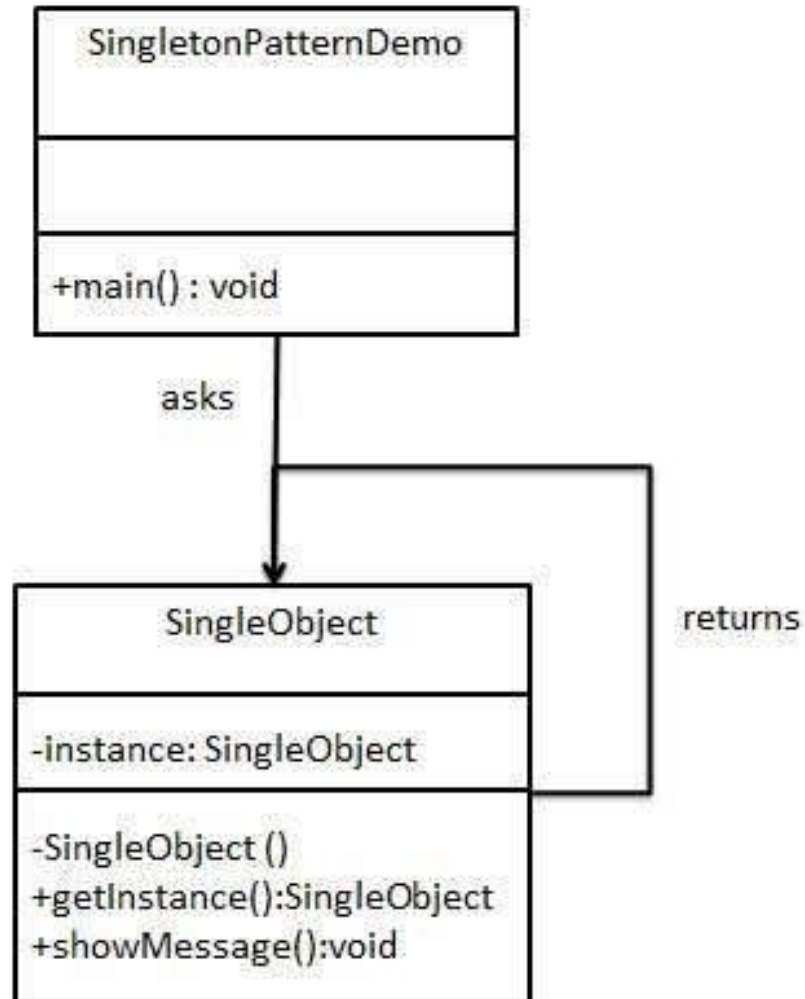 SingletonPatternDemo
+main() : void
asks
SingleObject
returns
-instance: SingleObject
-SingleObject ()
+getInstance():SingleObject
+showMessage():void